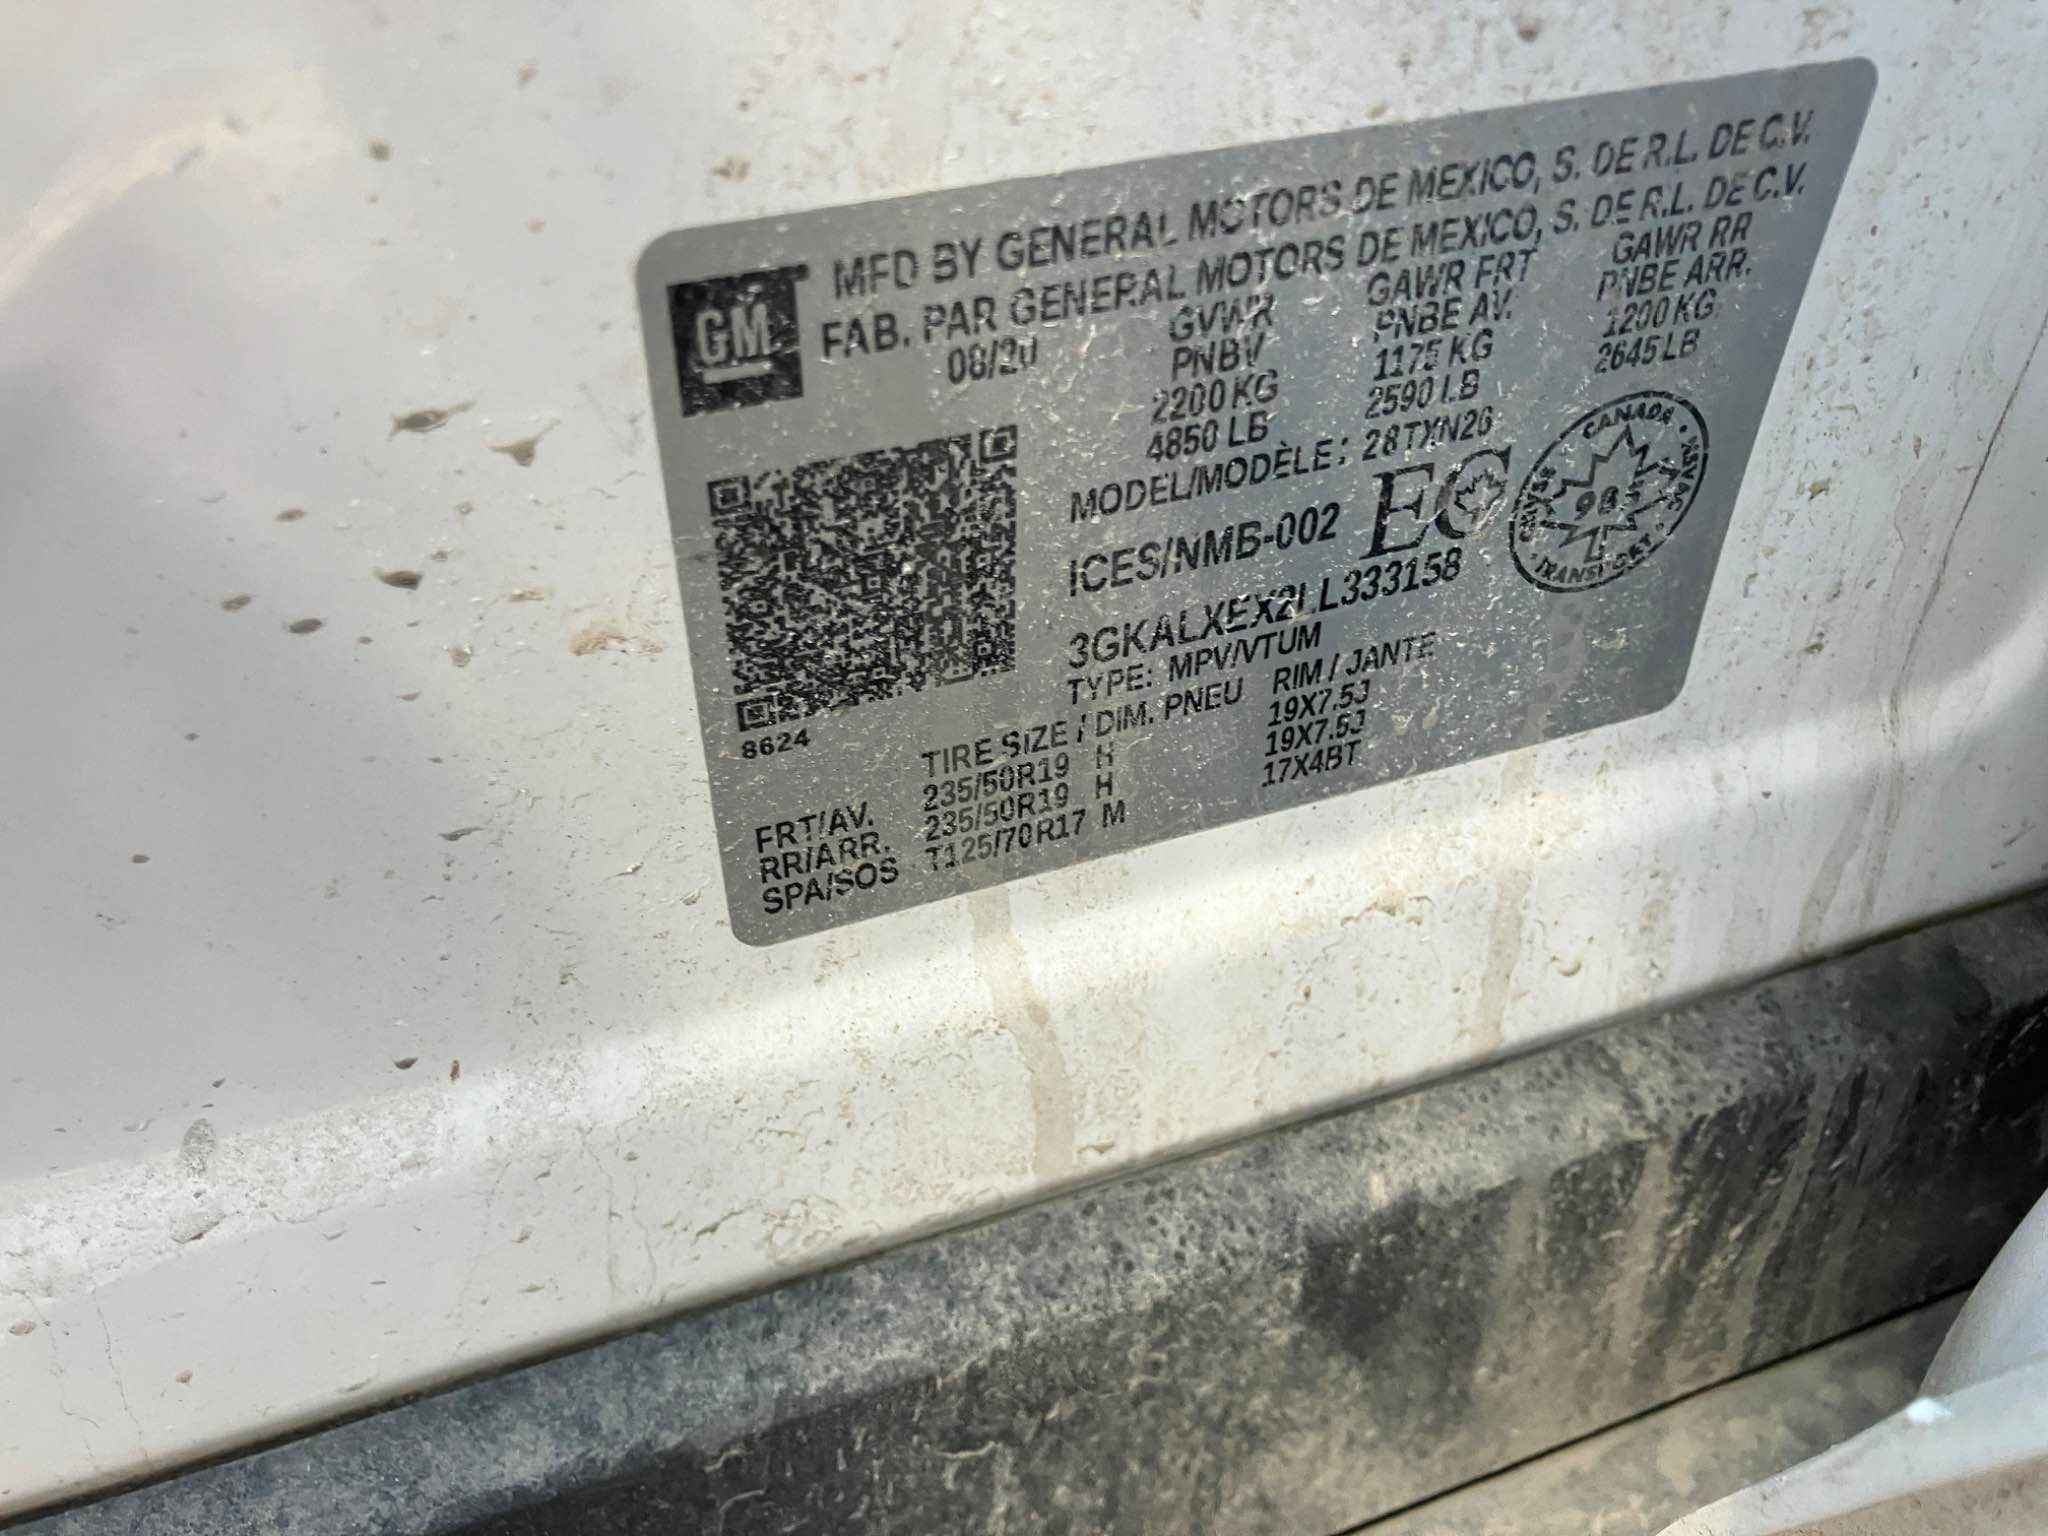 GM
MFD BY GENERAL MOTORS DE MEXICO, S. DE R.L. DE C.V.
FAB. PAR GENERAL MOTORS DE MEXICO, S. DE R.L. DE C.V.
08/20 GVWR GAWR FRT GAWR RR
PNBV PNBE AV. PNBE ARR.
2200 KG 1175 KG 1200 KG
4850 LB 2590 LB 2645 LB
MODEL/MODÈLE: 28TXN26
ICES/NMB-002 EC
CANADA · NSVAC · TRANSPORT · CMVSS
98
3GKALXEX2LL333158
TYPE: MPV/VTUM
8624
TIRE SIZE / DIM. PNEU RIM / JANTE
FRT/AV. 235/50R19 H 19X7.5J
RR/ARR. 235/50R19 H 19X7.5J
SPA/SOS T125/70R17 M 17X4BT